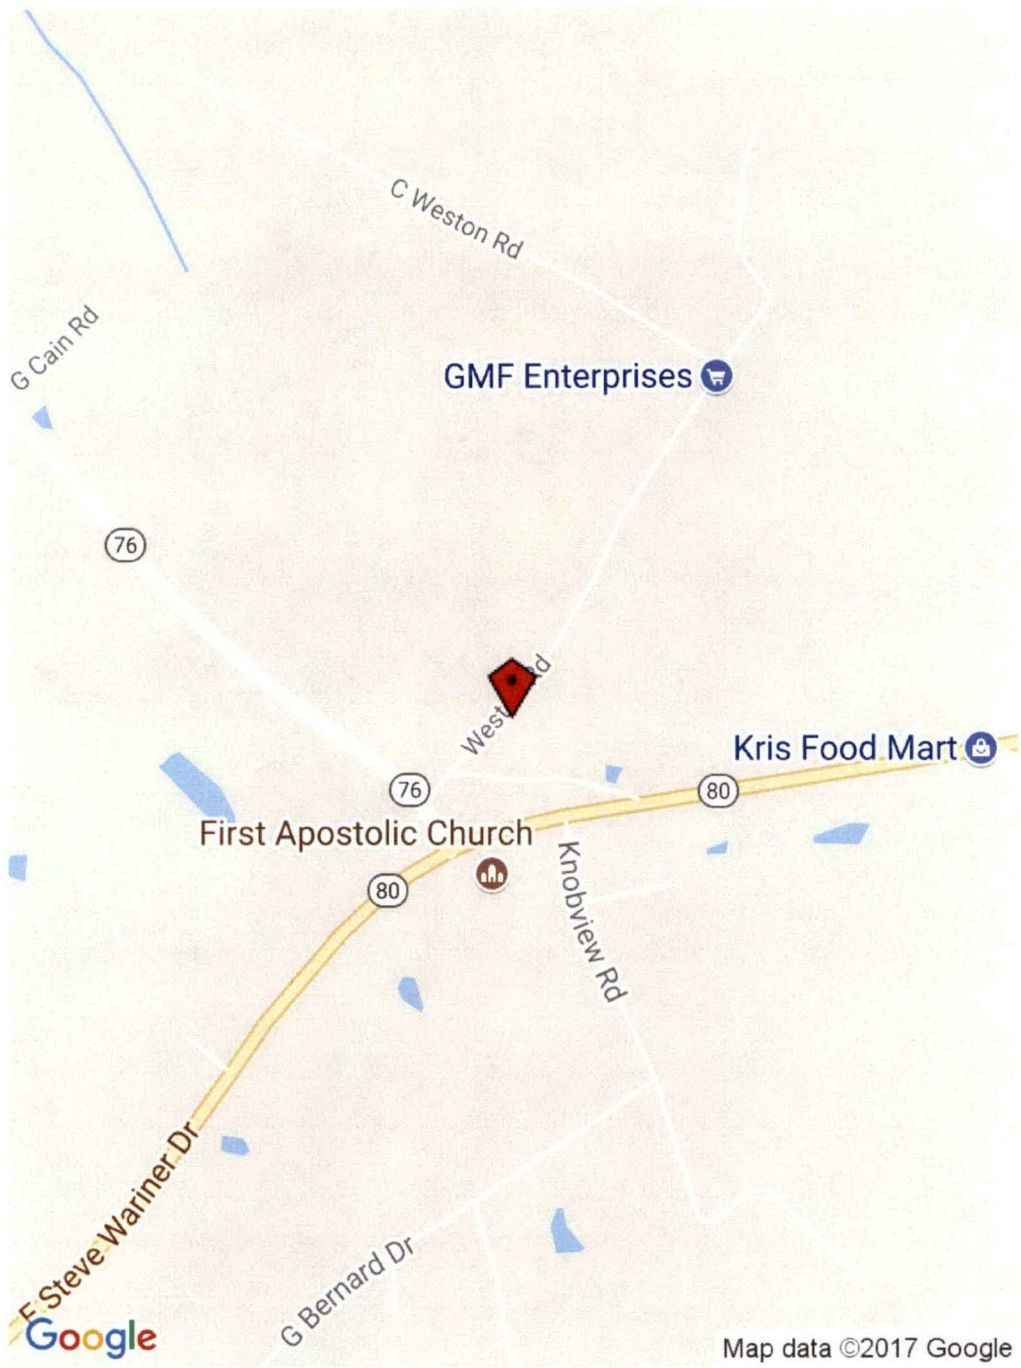 C Weston Rd
G Cain Rd
GMF Enterprises
76
Rd
Kris Food Mart
76
80
First Apostolic Church
80
Knobview Rd
E Steve Wariner Dr
G Bernard Dr
Google
Map data ©2017 Google